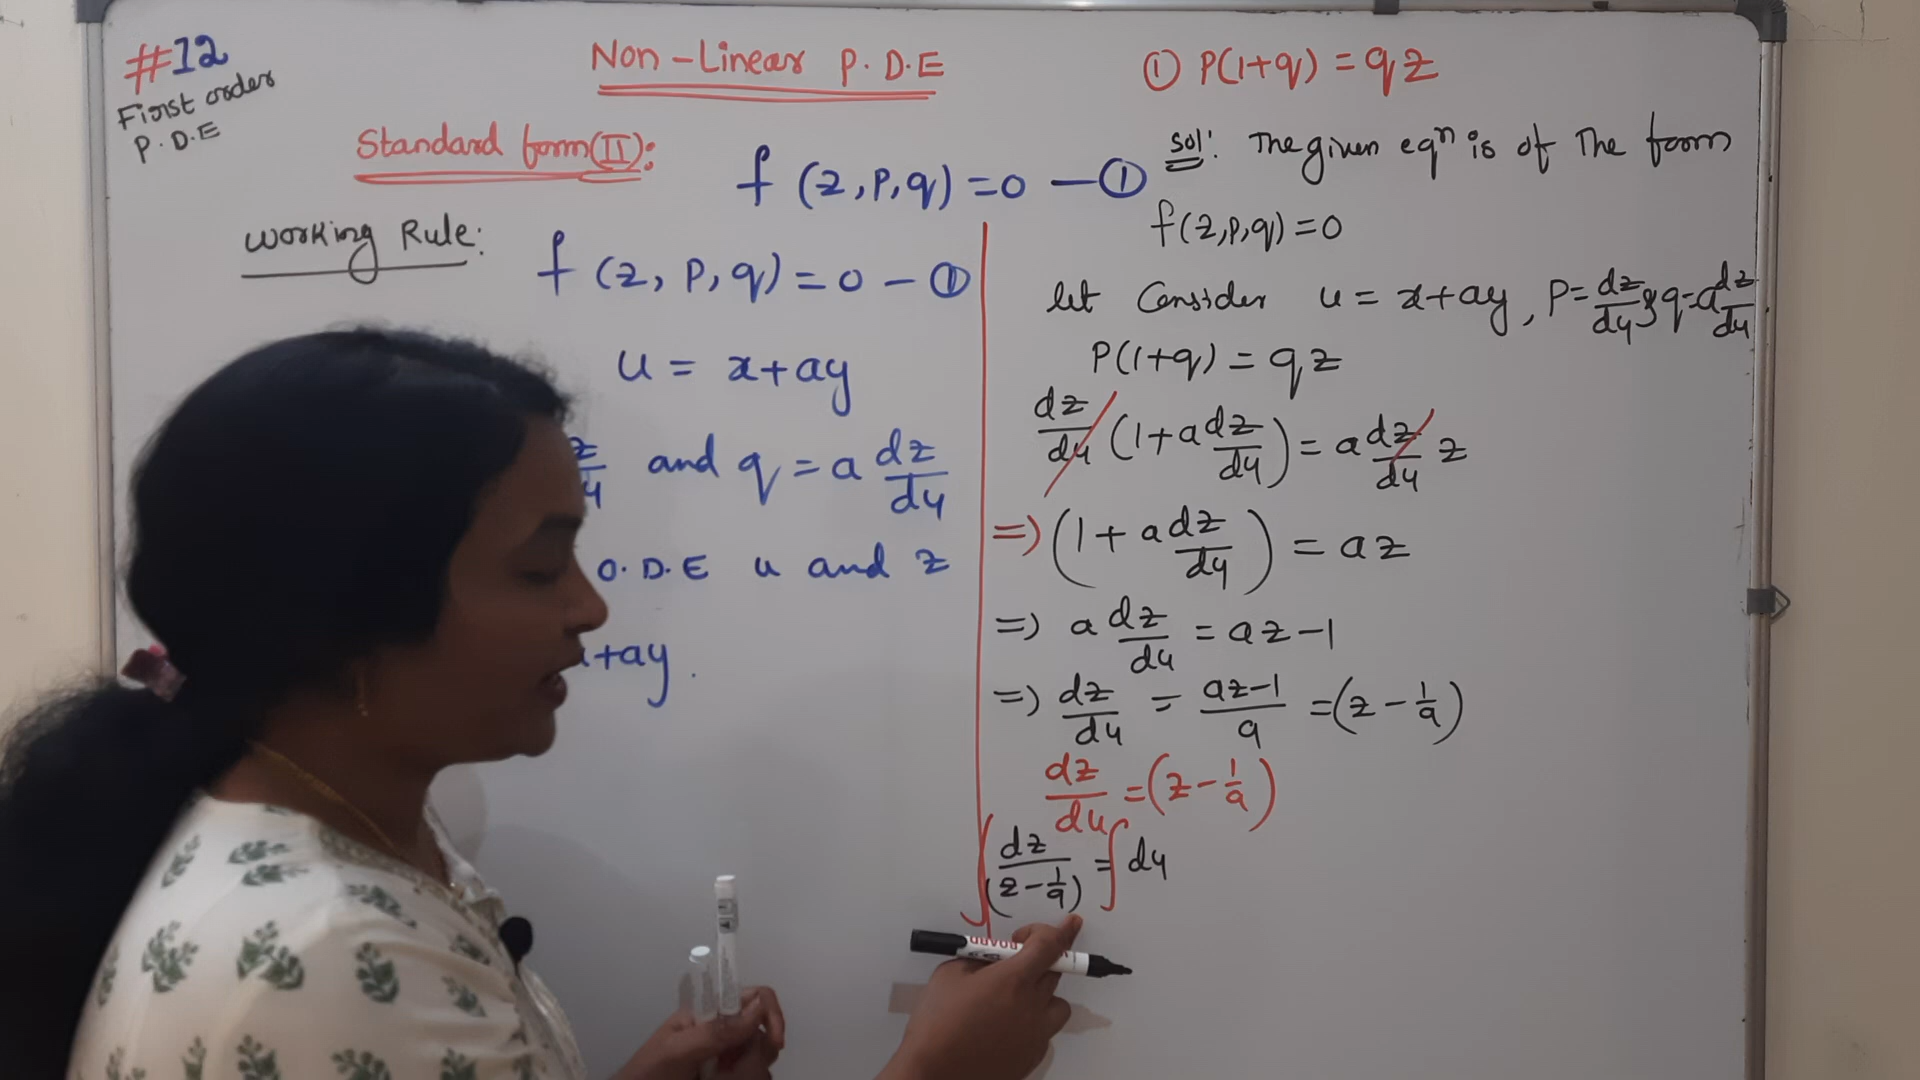 #12
First order
P.D.E
Non-Linear P.D.E
Standard form(II):
f (z, p, q) = 0 — ①
Working Rule:
f (z, p, q) = 0 — ①
u = x+ay
and q = a dz/du
O.D.E u and z
+ay.
① P(1+q) = qz
Sol: The given eqⁿ is of the form
f(z,p,q) = 0
let Consider u = x+ay, P = dz/du & q = a dz/du
P(1+q) = qz
dz/du (1+a dz/du) = a dz/du z
=> (1 + a dz/du) = az
=> a dz/du = az-1
=> dz/du = az-1/a = (z - 1/a)
dz/du = (z - 1/a)
∫ dz/(z - 1/a) = ∫ du